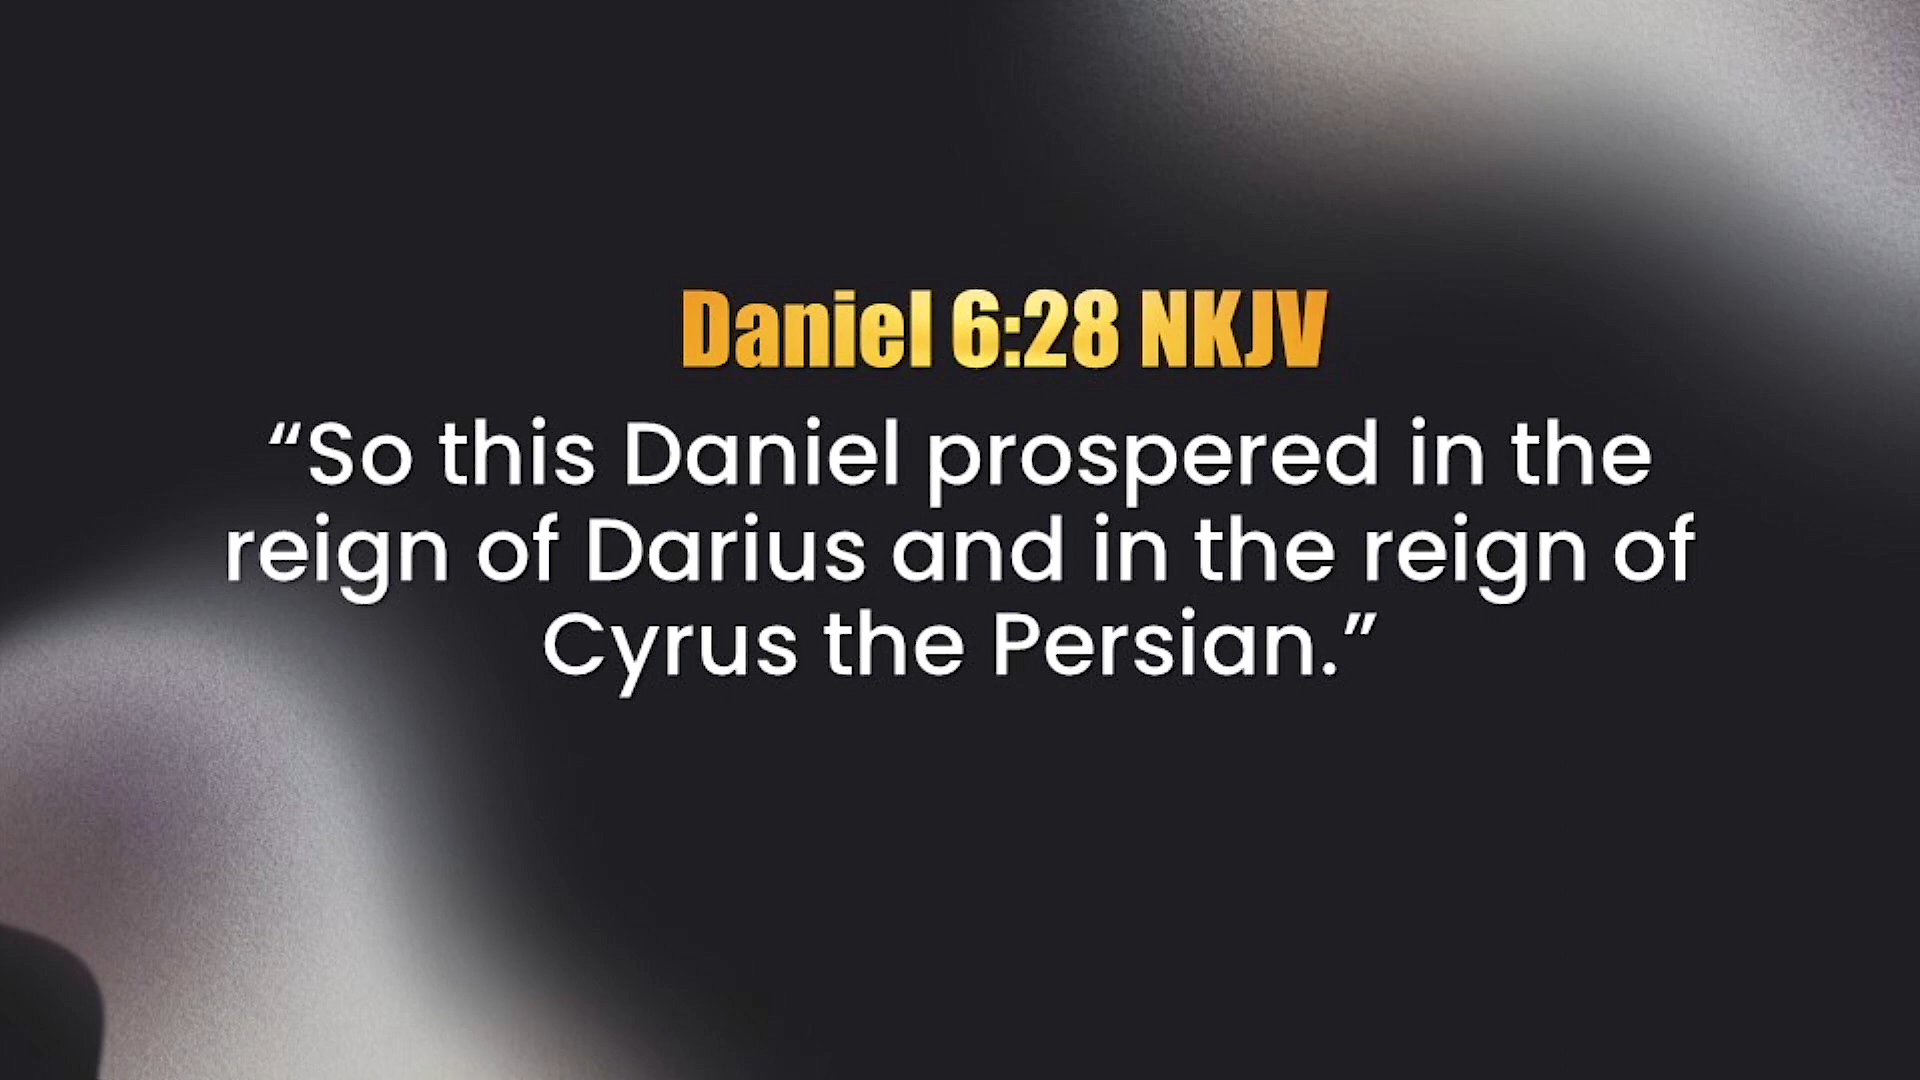 Daniel 6:28 NKJV
“So this Daniel prospered in the
reign of Darius and in the reign of
Cyrus the Persian.”